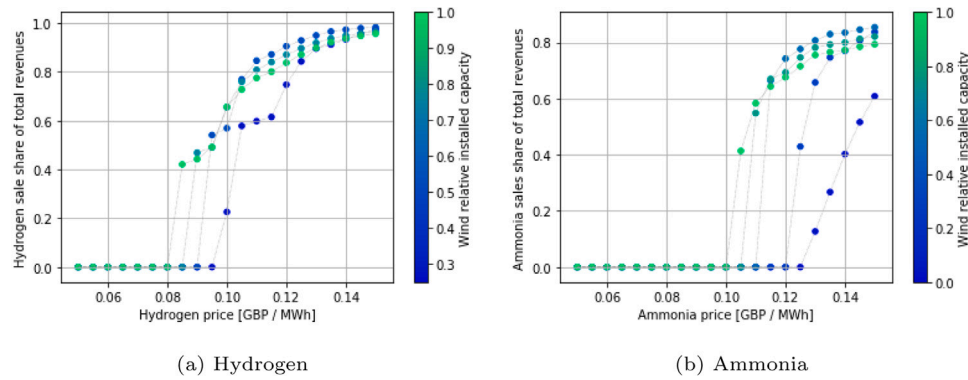 1.0
0.8
0.6
0.4
0.2
0.0
Hydrogen sale share of total revenues
0.06 0.08 0.10 0.12 0.14
Hydrogen price [GBP / MWh]
1.0
0.9
0.8
0.7
0.6
0.5
0.4
0.3
Wind relative installed capacity
(a) Hydrogen
0.8
0.6
0.4
0.2
0.0
Ammonia sales share of total revenues
0.06 0.08 0.10 0.12 0.14
Ammonia price [GBP / MWh]
1.0
0.8
0.6
0.4
0.2
0.0
Wind relative installed capacity
(b) Ammonia